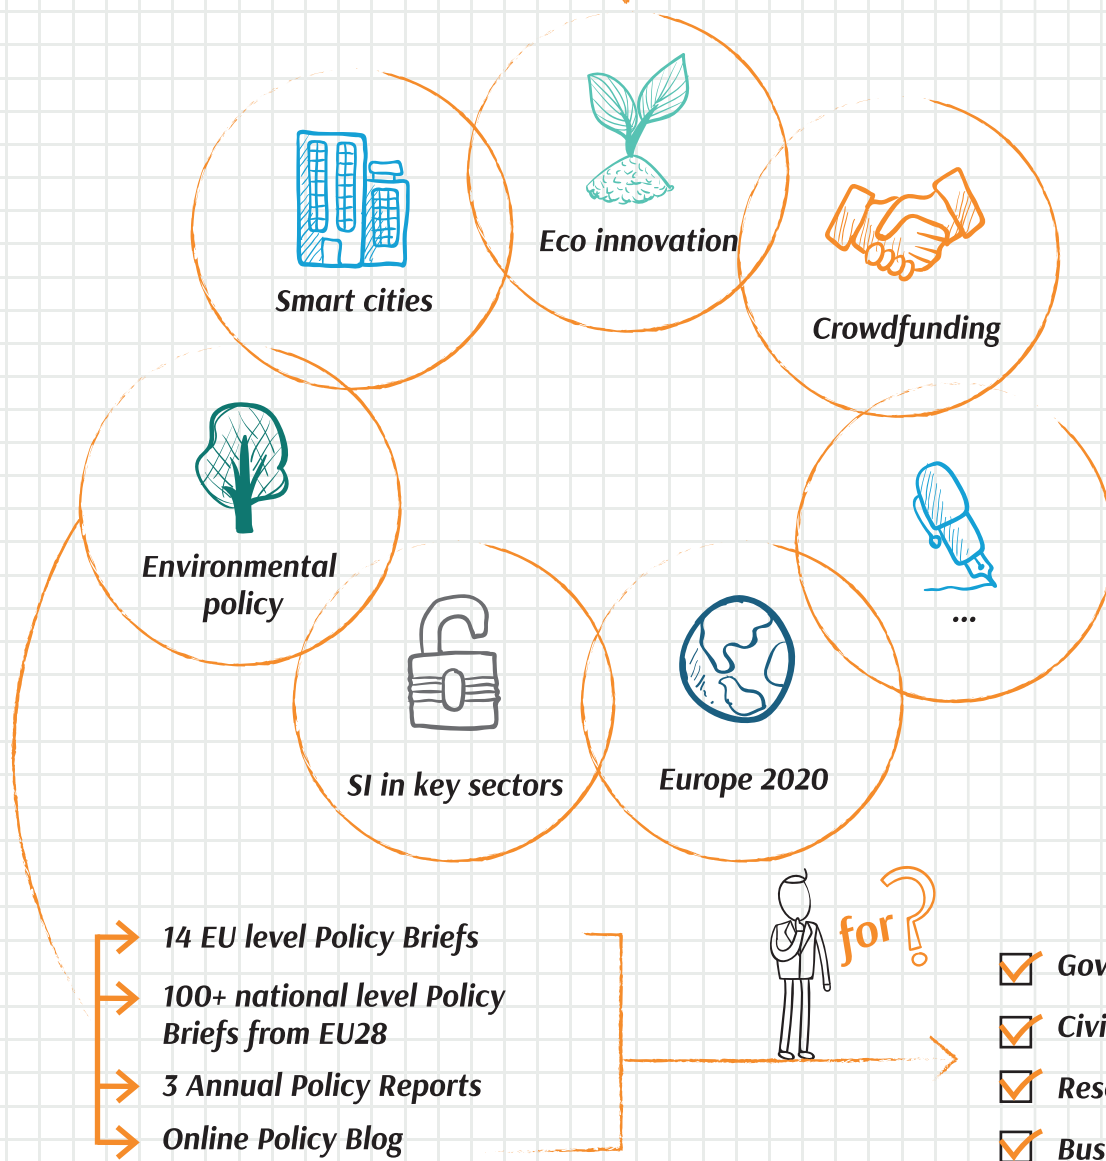 Eco innovation
Smart cities
Crowdfunding
Environmental
policy
...
SI in key sectors
Europe 2020
for?
14 EU level Policy Briefs
100+ national level Policy
Briefs from EU28
3 Annual Policy Reports
Online Policy Blog